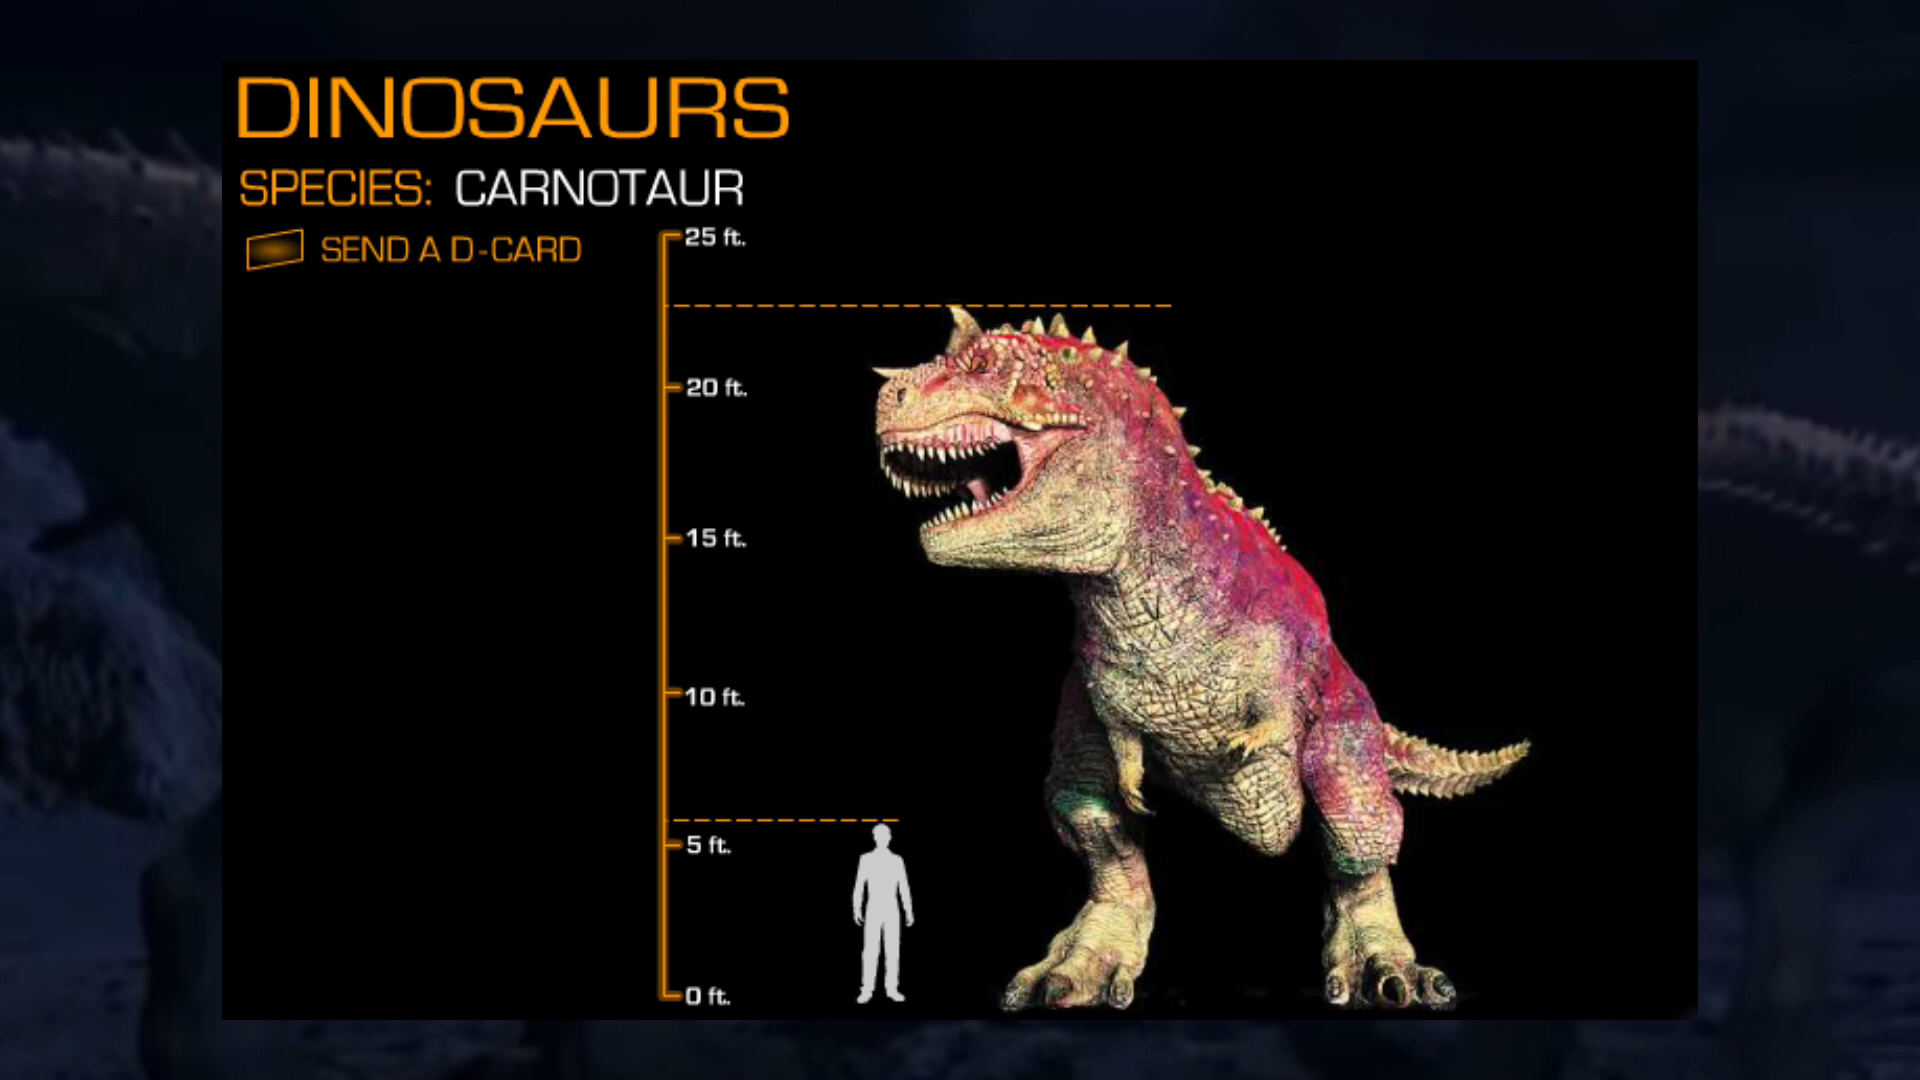 DINOSAURS
SPECIES: CARNOTAUR
SEND A D-CARD
25 ft.
20 ft.
15 ft.
10 ft.
5 ft.
0 ft.